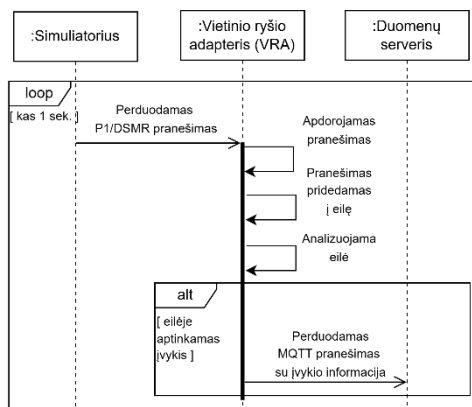 :Simuliatorius
:Vietinio ryšio
adapteris (VRA)
:Duomenų
serveris
loop
[ kas 1 sek. ]
Perduodamas
P1/DSMR pranešimas
Apdorojamas
pranešimas
Pranešimas
pridedamas
į eilę
Analizuojama
eilė
alt
[ eilėje
aptinkamas
įvykis ]
Perduodamas
MQTT pranešimas
su įvykio informacija